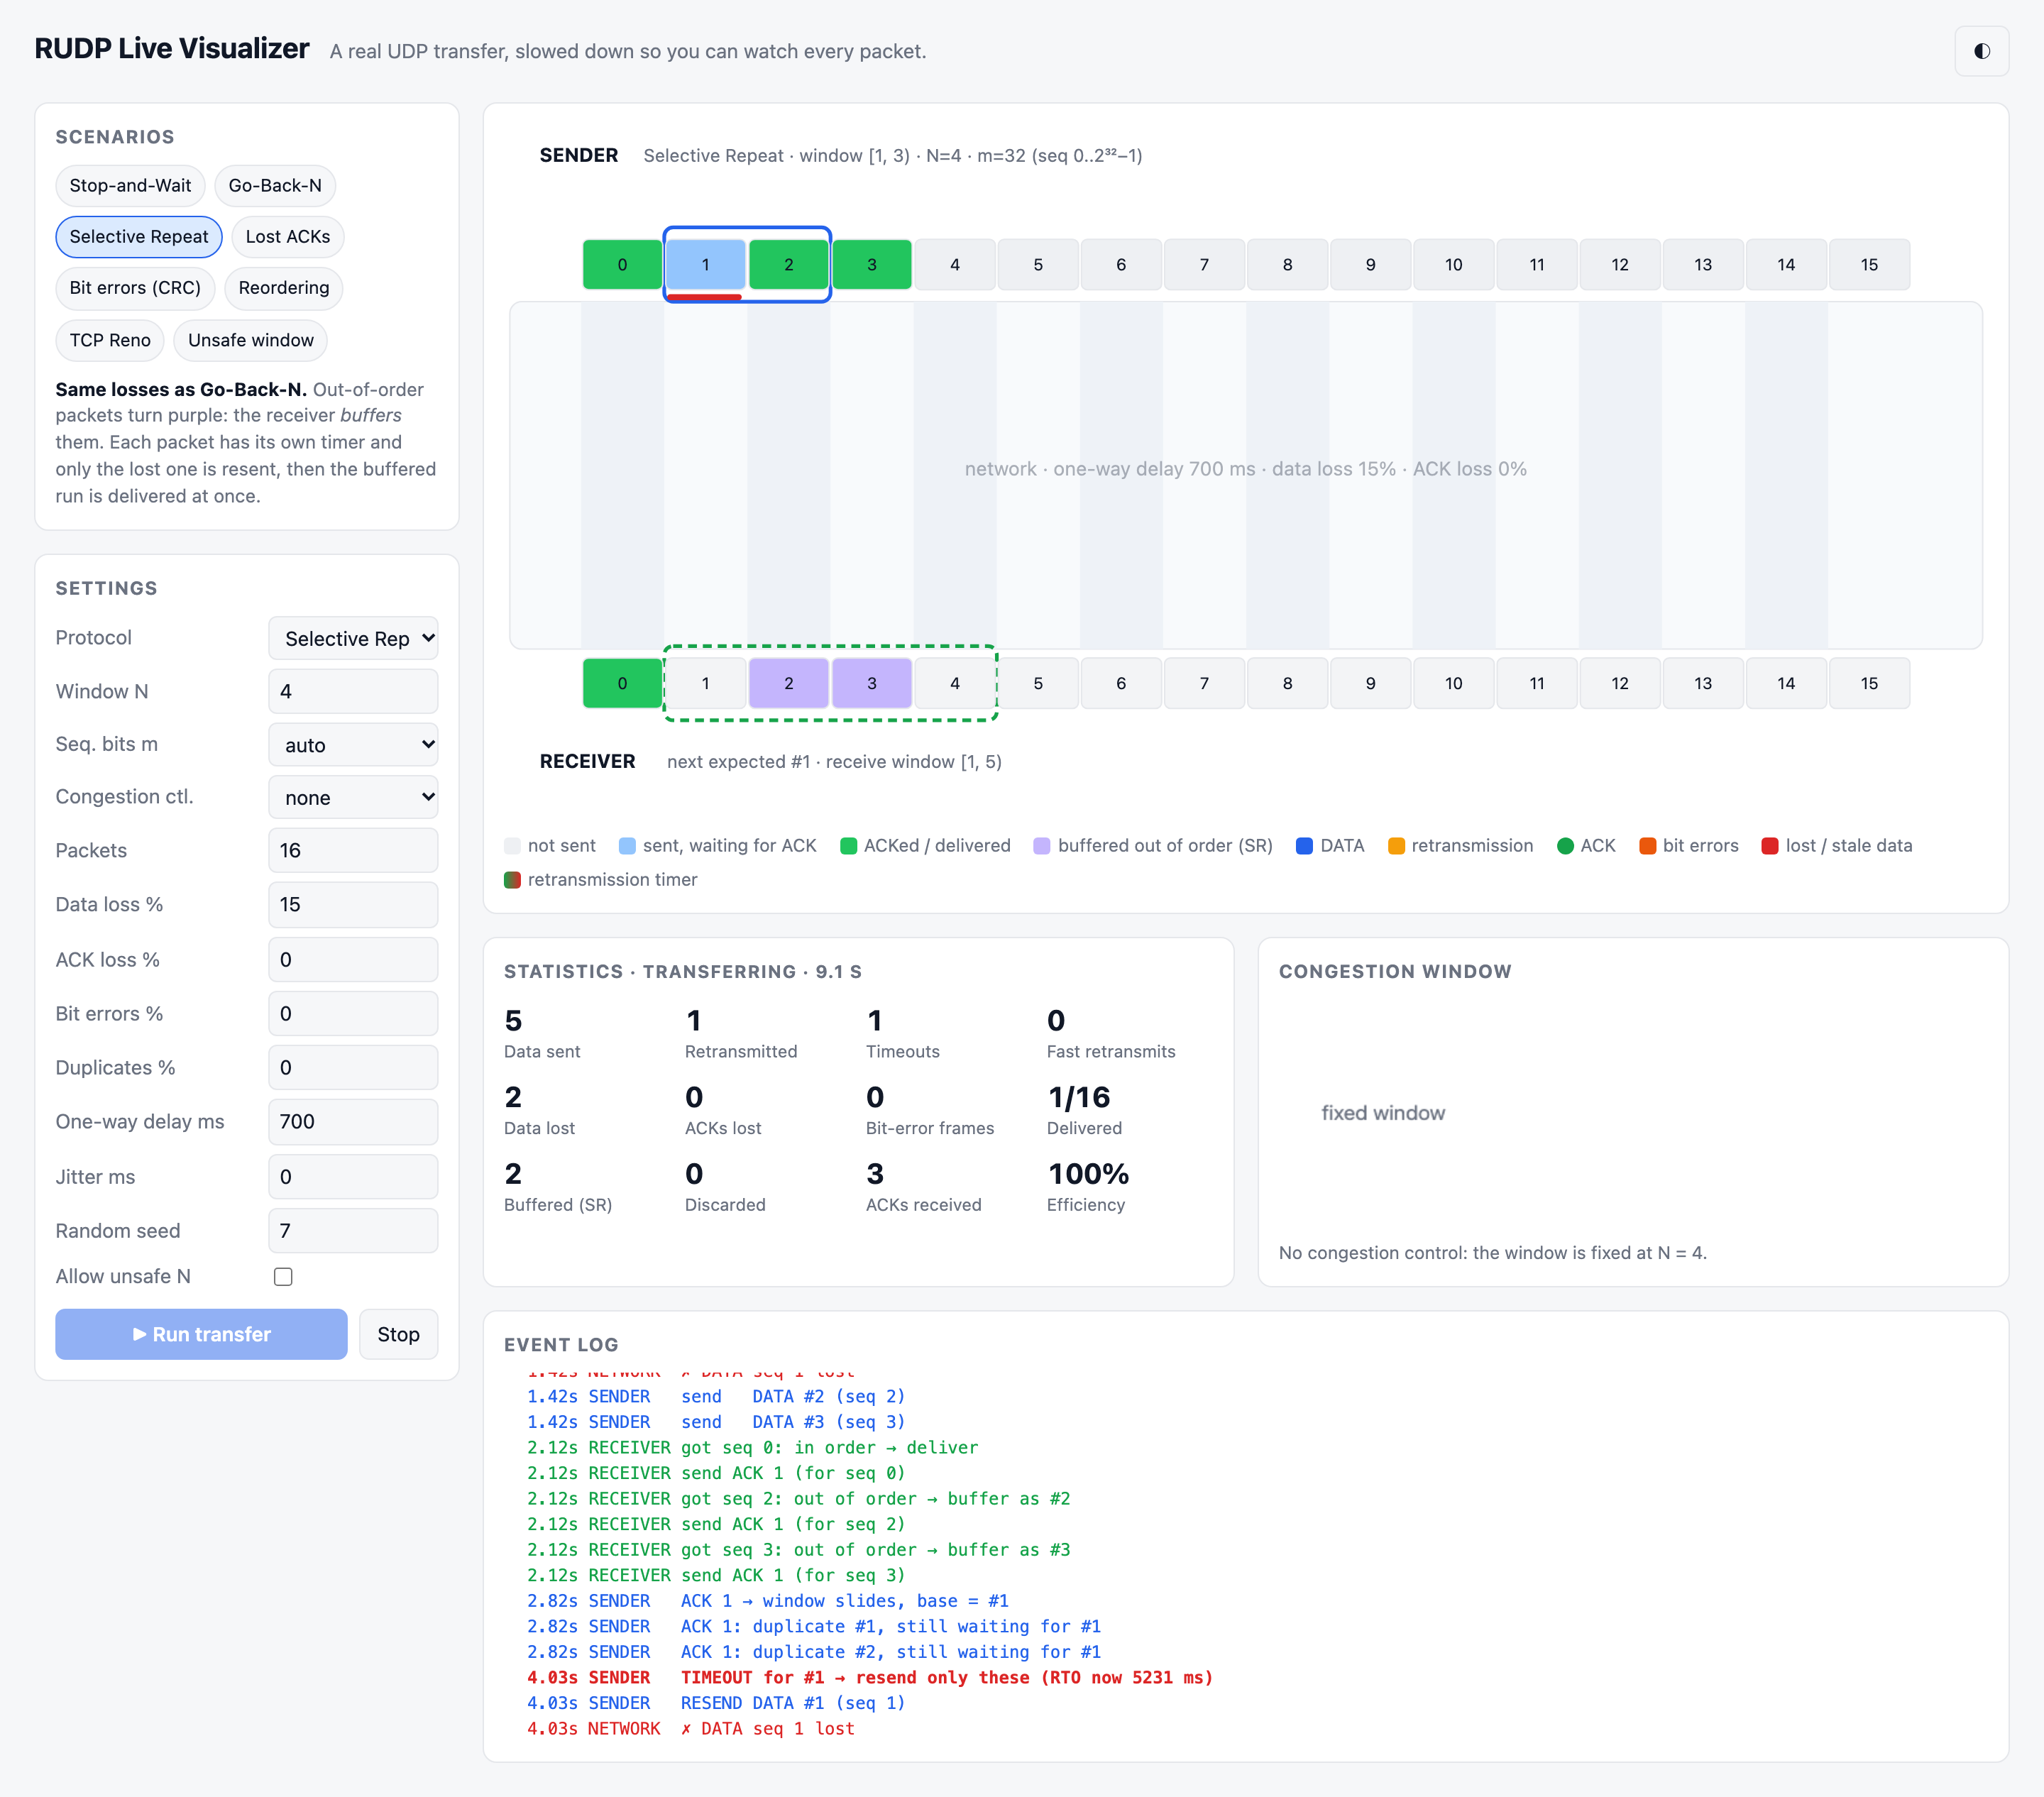 RUDP Live Visualizer A real UDP transfer, slowed down so you can watch every packet.
SCENARIOS
Stop-and-Wait Go-Back-N
Selective Repeat Lost ACKs
Bit errors (CRC) Reordering
TCP Reno Unsafe window
Same losses as Go-Back-N. Out-of-order
packets turn purple: the receiver buffers
them. Each packet has its own timer and
only the lost one is resent, then the buffered
run is delivered at once.
SETTINGS
Protocol Selective Rep
Window N 4
Seq. bits m auto
Congestion ctl. none
Packets 16
Data loss % 15
ACK loss % 0
Bit errors % 0
Duplicates % 0
One-way delay ms 700
Jitter ms 0
Random seed 7
Allow unsafe N
▶ Run transfer Stop
SENDER Selective Repeat · window [1, 3) · N=4 · m=32 (seq 0..2³²−1)
0 1 2 3 4 5 6 7 8 9 10 11 12 13 14 15
network · one-way delay 700 ms · data loss 15% · ACK loss 0%
0 1 2 3 4 5 6 7 8 9 10 11 12 13 14 15
RECEIVER next expected #1 · receive window [1, 5)
not sent sent, waiting for ACK ACKed / delivered buffered out of order (SR) DATA retransmission ACK bit errors lost / stale data
retransmission timer
STATISTICS · TRANSFERRING · 9.1 S
5 1 1 0
Data sent Retransmitted Timeouts Fast retransmits
2 0 0 1/16
Data lost ACKs lost Bit-error frames Delivered
2 0 3 100%
Buffered (SR) Discarded ACKs received Efficiency
CONGESTION WINDOW
fixed window
No congestion control: the window is fixed at N = 4.
EVENT LOG
1.42s NETWORK ✗ DATA seq 1 lost
1.42s SENDER send DATA #2 (seq 2)
1.42s SENDER send DATA #3 (seq 3)
2.12s RECEIVER got seq 0: in order → deliver
2.12s RECEIVER send ACK 1 (for seq 0)
2.12s RECEIVER got seq 2: out of order → buffer as #2
2.12s RECEIVER send ACK 1 (for seq 2)
2.12s RECEIVER got seq 3: out of order → buffer as #3
2.12s RECEIVER send ACK 1 (for seq 3)
2.82s SENDER ACK 1 → window slides, base = #1
2.82s SENDER ACK 1: duplicate #1, still waiting for #1
2.82s SENDER ACK 1: duplicate #2, still waiting for #1
4.03s SENDER TIMEOUT for #1 → resend only these (RTO now 5231 ms)
4.03s SENDER RESEND DATA #1 (seq 1)
4.03s NETWORK ✗ DATA seq 1 lost